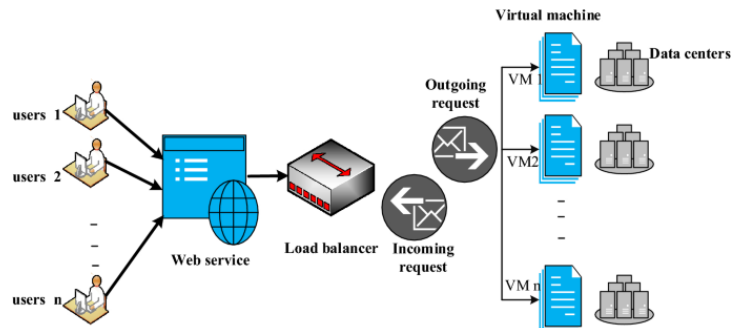 Virtual machine
Data centers
Outgoing
request
VM 1
users 1
users 2
VM2
Load balancer
Incoming
request
Web service
VM n
users n